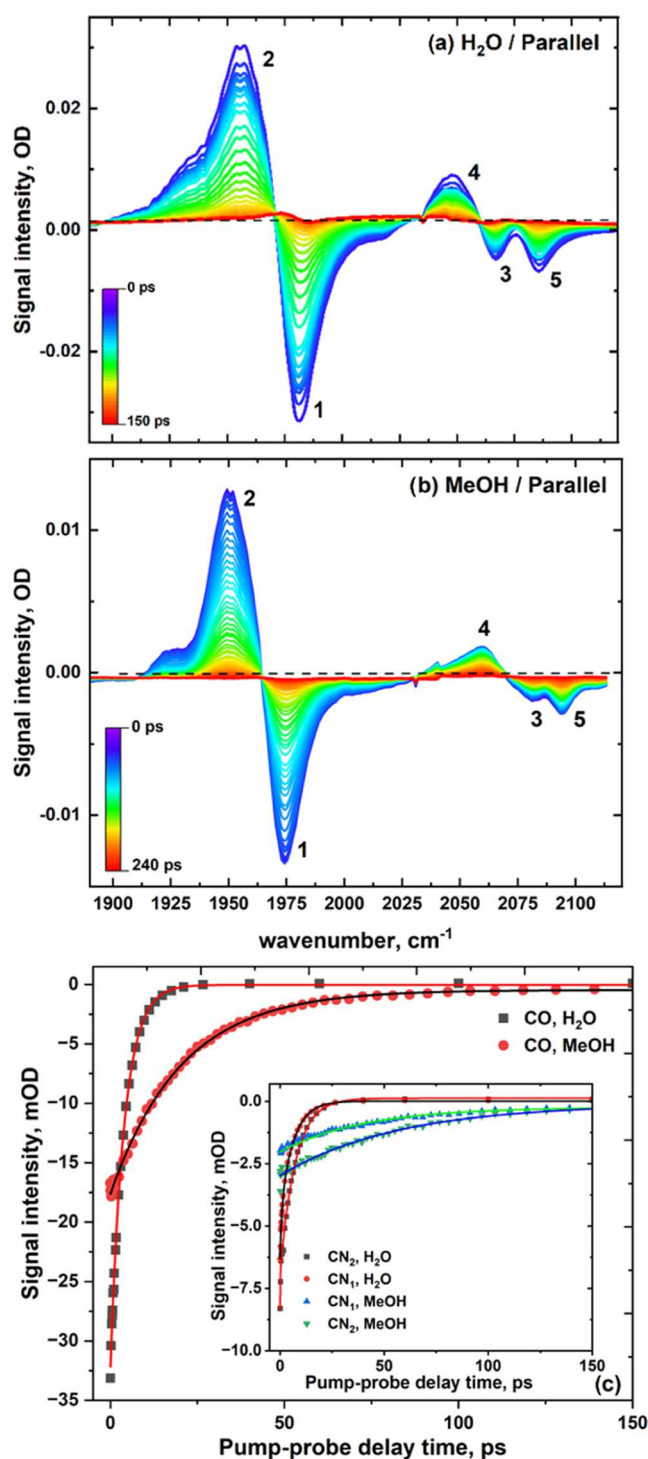 (a) H₂O / Parallel
2
4
0.02
0.00
-0.02
3
5
1
0 ps
150 ps
Signal intensity, OD
(b) MeOH / Parallel
2
4
0.01
0.00
-0.01
3
5
1
0 ps
240 ps
Signal intensity, OD
1900 1925 1950 1975 2000 2025 2050 2075 2100
wavenumber, cm⁻¹
0
−5
−10
−15
−20
−25
−30
−35
Signal intensity, mOD
CO, H₂O
CO, MeOH
0.0
−2.5
−5.0
−7.5
−10.0
Signal intensity, mOD
CN₂, H₂O
CN₁, H₂O
CN₁, MeOH
CN₂, MeOH
0 50 100 150
Pump-probe delay time, ps
(c)
0 50 100 150
Pump-probe delay time, ps